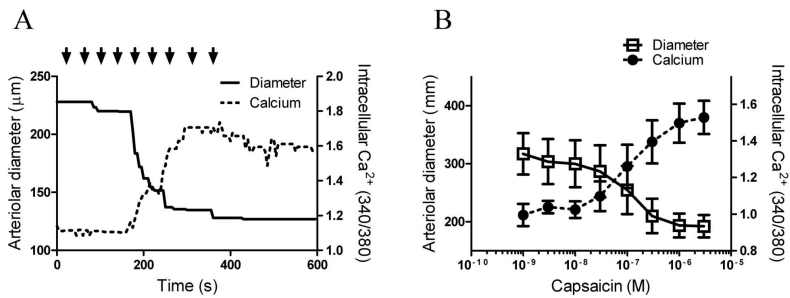 A
Diameter
Calcium
Arteriolar diameter (μm)
250
200
150
100
2.0
1.8
1.6
1.4
1.2
1.0
Intracellular Ca2+ (340/380)
0
200
400
600
Time (s)
B
Diameter
Calcium
Arteriolar diameter (mm)
400
300
200
1.6
1.4
1.2
1.0
0.8
Intracellular Ca2+ (340/380)
10-10
10-9
10-8
10-7
10-6
10-5
10-4
Capsaicin (M)